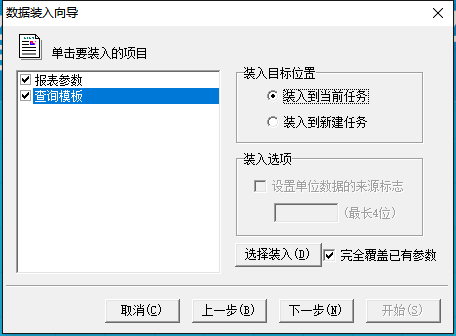 数据装入向导
单击要装入的项目
报表参数
查询模板
装入目标位置
装入到当前任务
装入到新建任务
装入选项
设置单位数据的来源标志
(最长4位)
选择装入(D)
完全覆盖已有参数
取消(C)
上一步(B)
下一步(N)
开始(S)